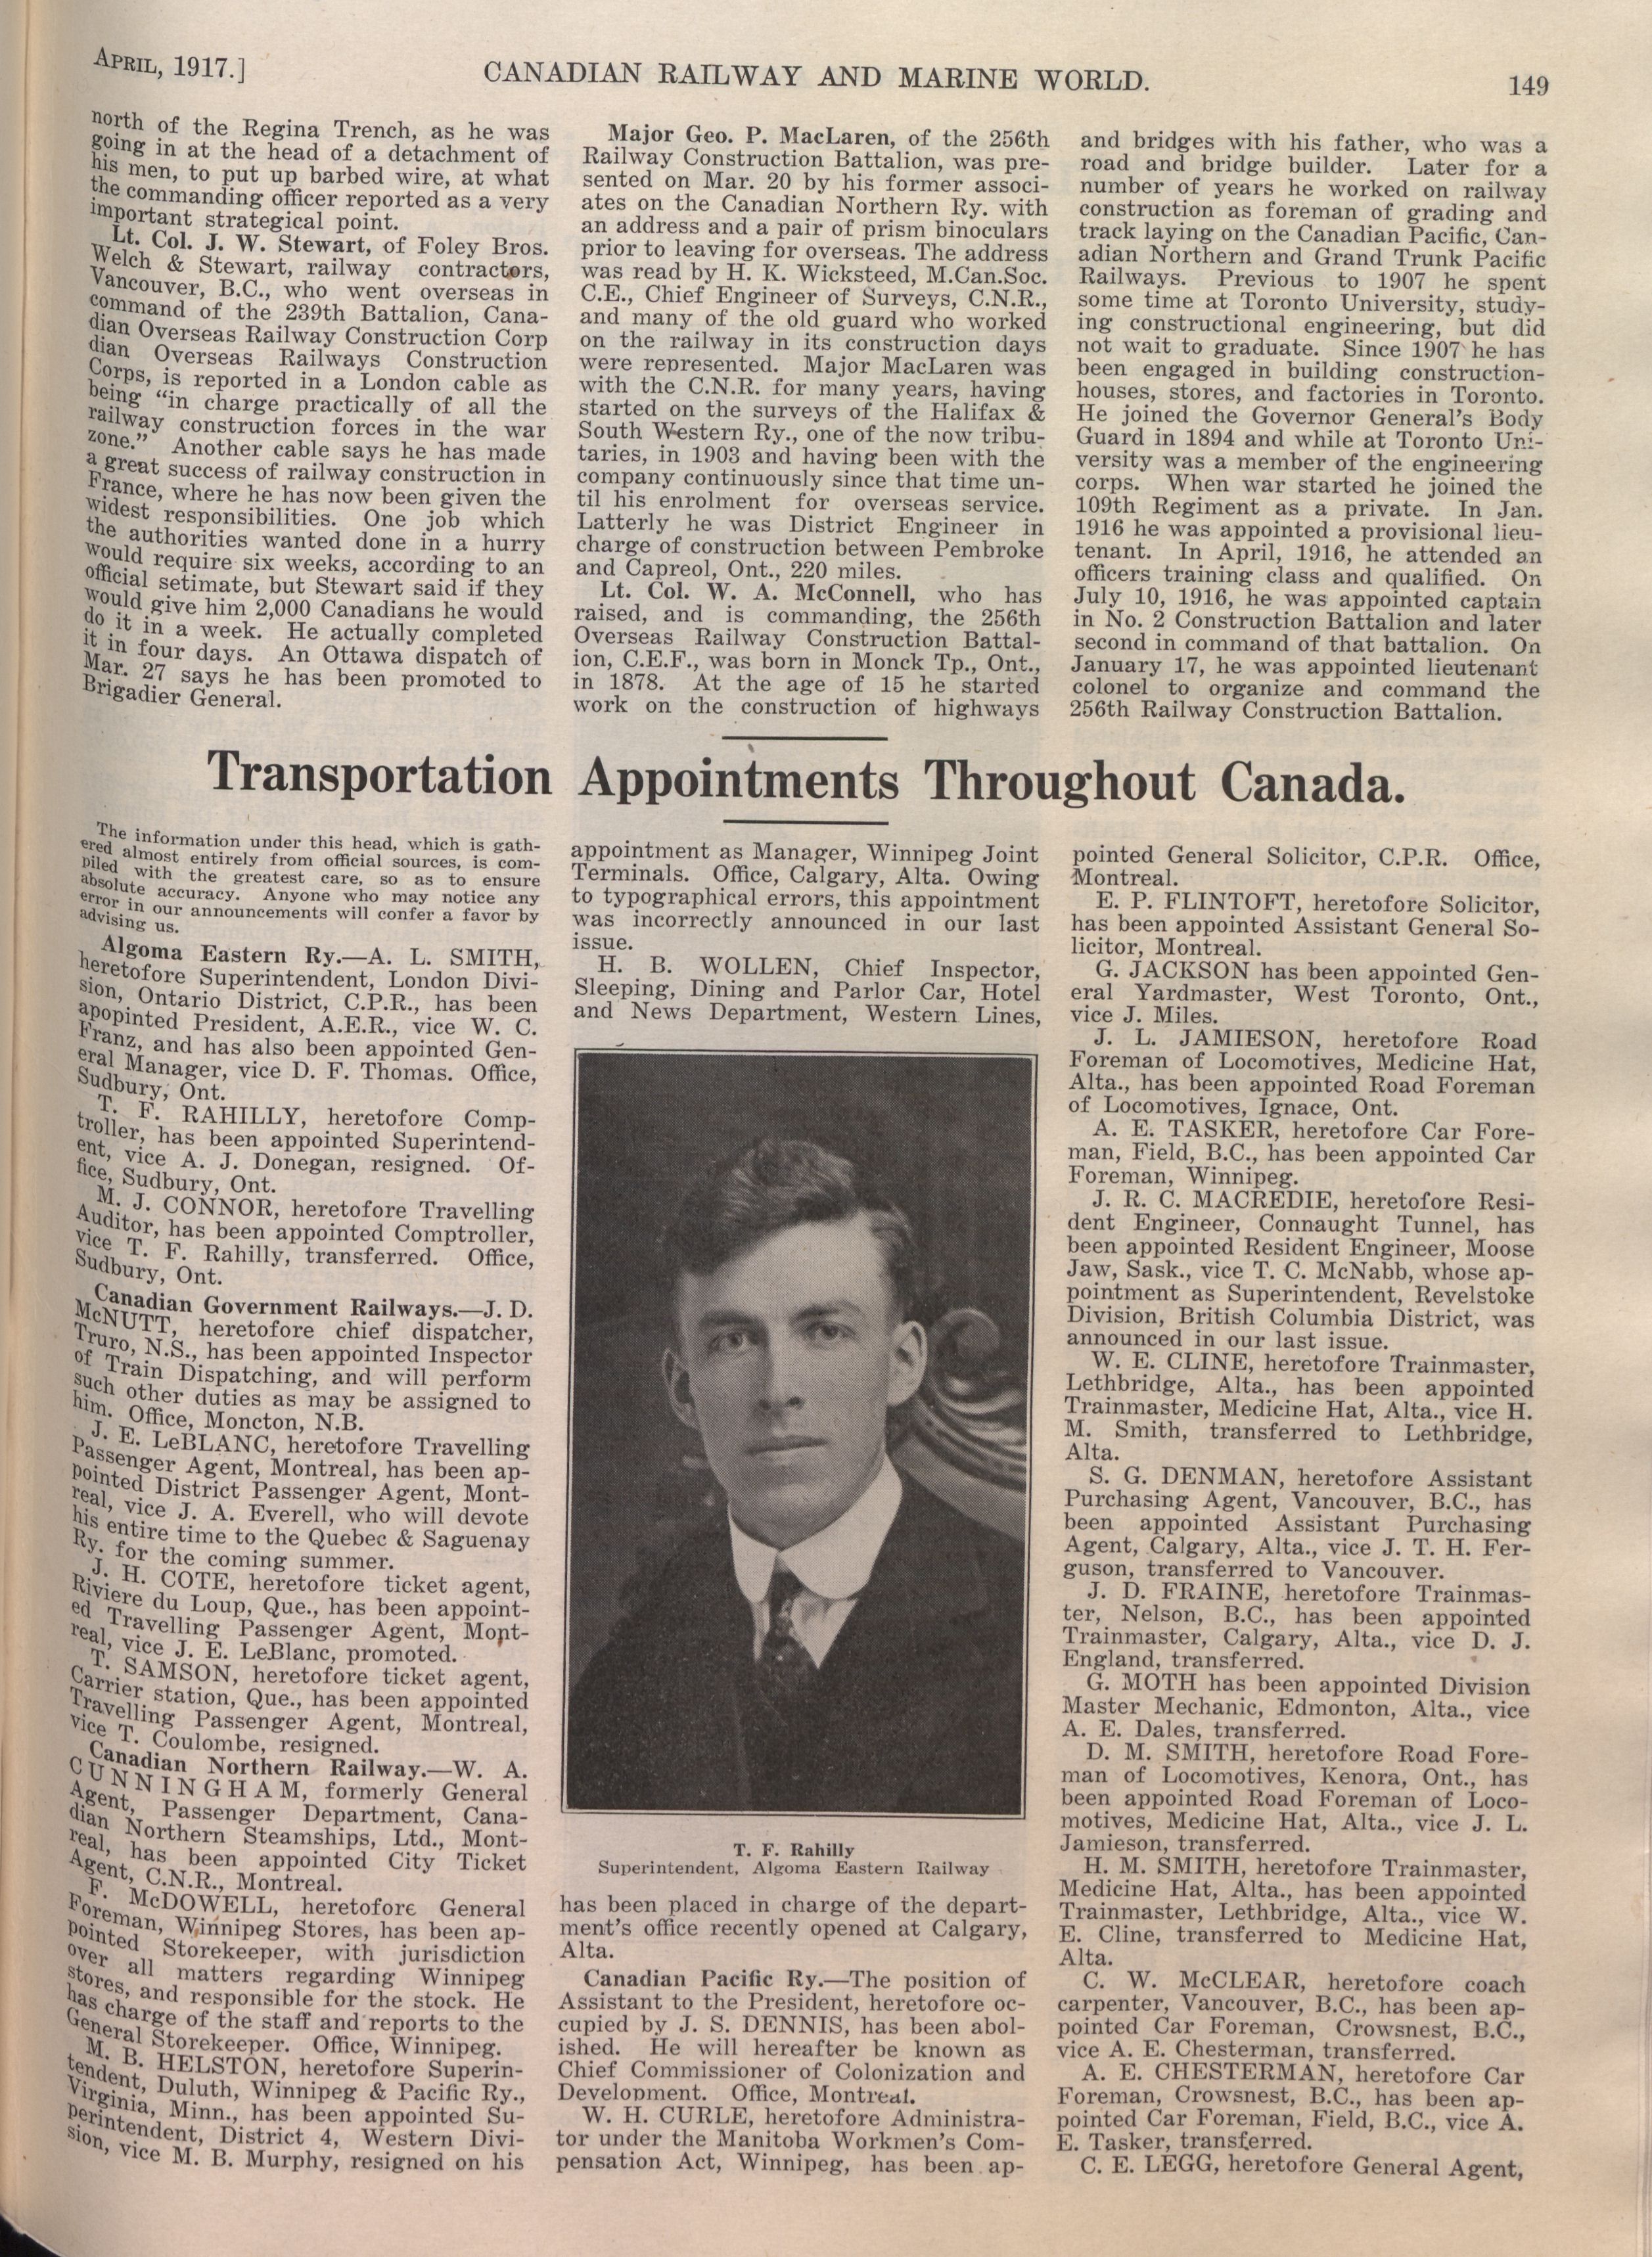 APRIL, 1917.]
CANADIAN RAILWAY AND MARINE WORLD.
149
north of the Regina Trench, as he was
going in at the head of a detachment of
his men, to put up barbed wire, at what
the commanding officer reported as a very
important strategical point.
Lt. Col. J. W. Stewart, of Foley Bros.
Welch & Stewart, railway contractors,
Vancouver, B.C., who went overseas in
command of the 239th Battalion, Cana-
dian Overseas Railway Construction Corp
dian Overseas Railways Construction
Corps, is reported in a London cable as
being "in charge practically of all the
railway construction forces in the war
zone." Another cable says he has made
a great success of railway construction in
France, where he has now been given the
widest responsibilities. One job which
the authorities wanted done in a hurry
would require six weeks, according to an
official setimate, but Stewart said if they
would give him 2,000 Canadians he would
do it in a week. He actually completed
it in four days. An Ottawa dispatch of
Mar. 27 says he has been promoted to
Brigadier General.
Major Geo. P. MacLaren, of the 256th
Railway Construction Battalion, was pre-
sented on Mar. 20 by his former associ-
ates on the Canadian Northern Ry. with
an address and a pair of prism binoculars
prior to leaving for overseas. The address
was read by H. K. Wicksteed, M.Can.Soc.
C.E., Chief Engineer of Surveys, C.N.R.,
and many of the old guard who worked
on the railway in its construction days
were represented. Major MacLaren was
with the C.N.R. for many years, having
started on the surveys of the Halifax &
South Western Ry., one of the now tribu-
taries, in 1903 and having been with the
company continuously since that time un-
til his enrolment for overseas service.
Latterly he was District Engineer in
charge of construction between Pembroke
and Capreol, Ont., 220 miles.
Lt. Col. W. A. McConnell, who has
raised, and is commanding, the 256th
Overseas Railway Construction Battal-
ion, C.E.F., was born in Monck Tp., Ont.,
in 1878. At the age of 15 he started
work on the construction of highways
and bridges with his father, who was a
road and bridge builder. Later for a
number of years he worked on railway
construction as foreman of grading and
track laying on the Canadian Pacific, Can-
adian Northern and Grand Trunk Pacific
Railways. Previous to 1907 he spent
some time at Toronto University, study-
ing constructional engineering, but did
not wait to graduate. Since 1907 he has
been engaged in building construction-
houses, stores, and factories in Toronto.
He joined the Governor General's Body
Guard in 1894 and while at Toronto Uni-
versity was a member of the engineering
corps. When war started he joined the
109th Regiment as a private. In Jan.
1916 he was appointed a provisional lieu-
tenant. In April, 1916, he attended an
officers training class and qualified. On
July 10, 1916, he was appointed captain
in No. 2 Construction Battalion and later
second in command of that battalion. On
January 17, he was appointed lieutenant
colonel to organize and command the
256th Railway Construction Battalion.
Transportation Appointments Throughout Canada.
The information under this head, which is gath-
ered almost entirely from official sources, is com-
piled with the greatest care, so as to ensure
absolute accuracy. Anyone who may notice any
error in our announcements will confer a favor by
advising us.
Algoma Eastern Ry.—A. L. SMITH,
heretofore Superintendent, London Divi-
sion, Ontario District, C.P.R., has been
apopinted President, A.E.R., vice W. C.
Franz, and has also been appointed Gen-
eral Manager, vice D. F. Thomas. Office,
Sudbury, Ont.
T. F. RAHILLY, heretofore Comp-
troller, has been appointed Superintend-
ent, vice A. J. Donegan, resigned. Of-
fice, Sudbury, Ont.
M. J. CONNOR, heretofore Travelling
Auditor, has been appointed Comptroller,
vice T. F. Rahilly, transferred. Office,
Sudbury, Ont.
Canadian Government Railways.—J. D.
McNUTT, heretofore chief dispatcher,
Truro, N.S., has been appointed Inspector
of Train Dispatching, and will perform
such other duties as may be assigned to
him. Office, Moncton, N.B.
J. E. LeBLANC, heretofore Travelling
Passenger Agent, Montreal, has been ap-
pointed District Passenger Agent, Mont-
real, vice J. A. Everell, who will devote
his entire time to the Quebec & Saguenay
Ry. for the coming summer.
J. H. COTE, heretofore ticket agent,
Riviere du Loup, Que., has been appoint-
ed Travelling Passenger Agent, Mont-
real, vice J. E. LeBlanc, promoted.
T. SAMSON, heretofore ticket agent,
Carrier station, Que., has been appointed
Travelling Passenger Agent, Montreal,
vice T. Coulombe, resigned.
Canadian Northern Railway.—W. A.
CUNNINGHAM, formerly General
Agent, Passenger Department, Cana-
dian Northern Steamships, Ltd., Mont-
real, has been appointed City Ticket
Agent, C.N.R., Montreal.
F. McDOWELL, heretofore General
Foreman, Winnipeg Stores, has been ap-
pointed Storekeeper, with jurisdiction
over all matters regarding Winnipeg
stores, and responsible for the stock. He
has charge of the staff and reports to the
General Storekeeper. Office, Winnipeg.
M. B. HELSTON, heretofore Superin-
tendent, Duluth, Winnipeg & Pacific Ry.,
Virginia, Minn., has been appointed Su-
perintendent, District 4, Western Divi-
sion, vice M. B. Murphy, resigned on his
appointment as Manager, Winnipeg Joint
Terminals. Office, Calgary, Alta. Owing
to typographical errors, this appointment
was incorrectly announced in our last
issue.
H. B. WOLLEN, Chief Inspector,
Sleeping, Dining and Parlor Car, Hotel
and News Department, Western Lines,
T. F. Rahilly
Superintendent, Algoma Eastern Railway
has been placed in charge of the depart-
ment's office recently opened at Calgary,
Alta.
Canadian Pacific Ry.—The position of
Assistant to the President, heretofore oc-
cupied by J. S. DENNIS, has been abol-
ished. He will hereafter be known as
Chief Commissioner of Colonization and
Development. Office, Montreal.
W. H. CURLE, heretofore Administra-
tor under the Manitoba Workmen's Com-
pensation Act, Winnipeg, has been ap-
pointed General Solicitor, C.P.R. Office,
Montreal.
E. P. FLINTOFT, heretofore Solicitor,
has been appointed Assistant General So-
licitor, Montreal.
G. JACKSON has been appointed Gen-
eral Yardmaster, West Toronto, Ont.,
vice J. Miles.
J. L. JAMIESON, heretofore Road
Foreman of Locomotives, Medicine Hat,
Alta., has been appointed Road Foreman
of Locomotives, Ignace, Ont.
A. E. TASKER, heretofore Car Fore-
man, Field, B.C., has been appointed Car
Foreman, Winnipeg.
J. R. C. MACREDIE, heretofore Resi-
dent Engineer, Connaught Tunnel, has
been appointed Resident Engineer, Moose
Jaw, Sask., vice T. C. McNabb, whose ap-
pointment as Superintendent, Revelstoke
Division, British Columbia District, was
announced in our last issue.
W. E. CLINE, heretofore Trainmaster,
Lethbridge, Alta., has been appointed
Trainmaster, Medicine Hat, Alta., vice H.
M. Smith, transferred to Lethbridge,
Alta.
S. G. DENMAN, heretofore Assistant
Purchasing Agent, Vancouver, B.C., has
been appointed Assistant Purchasing
Agent, Calgary, Alta., vice J. T. H. Fer-
guson, transferred to Vancouver.
J. D. FRAINE, heretofore Trainmas-
ter, Nelson, B.C., has been appointed
Trainmaster, Calgary, Alta., vice D. J.
England, transferred.
G. MOTH has been appointed Division
Master Mechanic, Edmonton, Alta., vice
A. E. Dales, transferred.
D. M. SMITH, heretofore Road Fore-
man of Locomotives, Kenora, Ont., has
been appointed Road Foreman of Loco-
motives, Medicine Hat, Alta., vice J. L.
Jamieson, transferred.
H. M. SMITH, heretofore Trainmaster,
Medicine Hat, Alta., has been appointed
Trainmaster, Lethbridge, Alta., vice W.
E. Cline, transferred to Medicine Hat,
Alta.
C. W. McCLEAR, heretofore coach
carpenter, Vancouver, B.C., has been ap-
pointed Car Foreman, Crowsnest, B.C.,
vice A. E. Chesterman, transferred.
A. E. CHESTERMAN, heretofore Car
Foreman, Crowsnest, B.C., has been ap-
pointed Car Foreman, Field, B.C., vice A.
E. Tasker, transferred.
C. E. LEGG, heretofore General Agent,